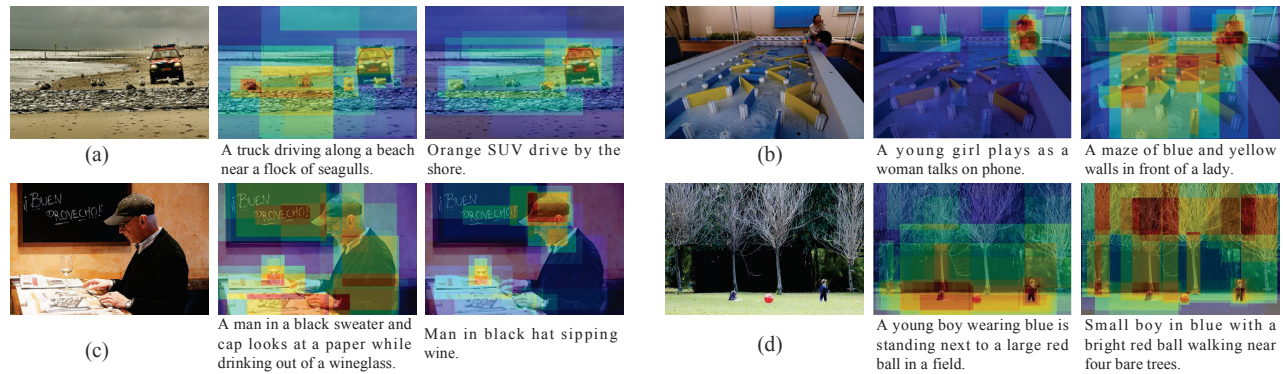 (a)
A truck driving along a beach
near a flock of seagulls.
Orange SUV drive by the
shore.
(b)
A young girl plays as a
woman talks on phone.
A maze of blue and yellow
walls in front of a lady.
¡BUEN
PROVECHO!
(c)
A man in a black sweater and
cap looks at a paper while
drinking out of a wineglass.
Man in black hat sipping
wine.
(d)
A young boy wearing blue is
standing next to a large red
ball in a field.
Small boy in blue with a
bright red ball walking near
four bare trees.